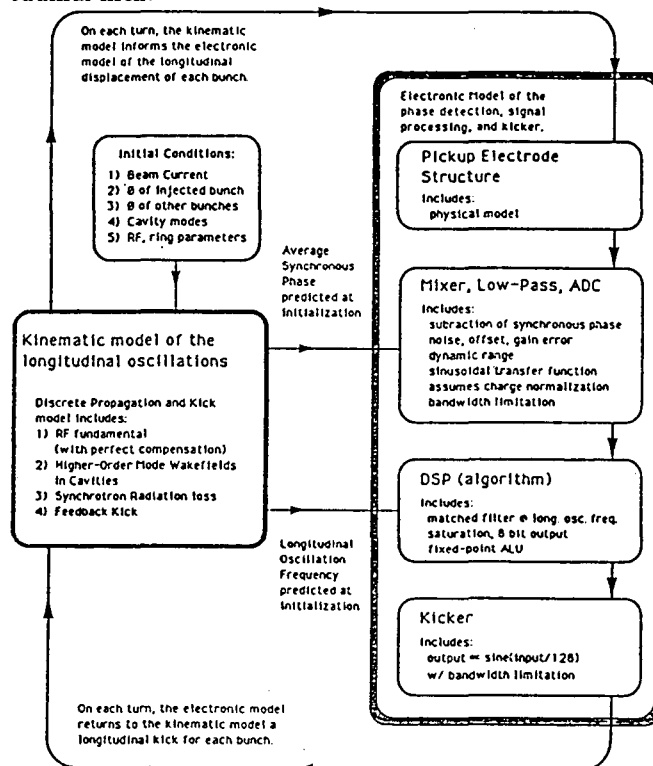 On each turn, the kinematic
model informs the electronic
model of the longitudinal
displacement of each bunch.
Initial Conditions:
1) Beam Current
2) Ø of injected bunch
3) Ø of other bunches
4) Cavity modes
5) RF, ring parameters
Average
Synchronous
Phase
predicted at
initialization
Kinematic model of the
longitudinal oscillations
Discrete Propagation and Kick
model includes:
1) RF fundamental
(with perfect compensation)
2) Higher-Order Mode Wakefields
in Cavities
3) Synchrotron Radiation loss
4) Feedback Kick
Longitudinal
Oscillation
Frequency
predicted at
initialization
On each turn, the electronic model
returns to the kinematic model a
longitudinal kick for each bunch.
Electronic Model of the
phase detection, signal
processing, and kicker.
Pickup Electrode
Structure
Includes:
physical model
Mixer, Low-Pass, ADC
Includes:
subraction of synchronous phase
noise, offset, gain error
dynamic range
sinusoidal transfer function
assumes charge normalization
bandwidth limitation
DSP (algorithm)
Includes:
matched filter @ long. osc. freq.
saturation, 8 bit output
fixed-point ALU
Kicker
Includes:
output ∝ sine(input/128)
w/ bandwidth limitation